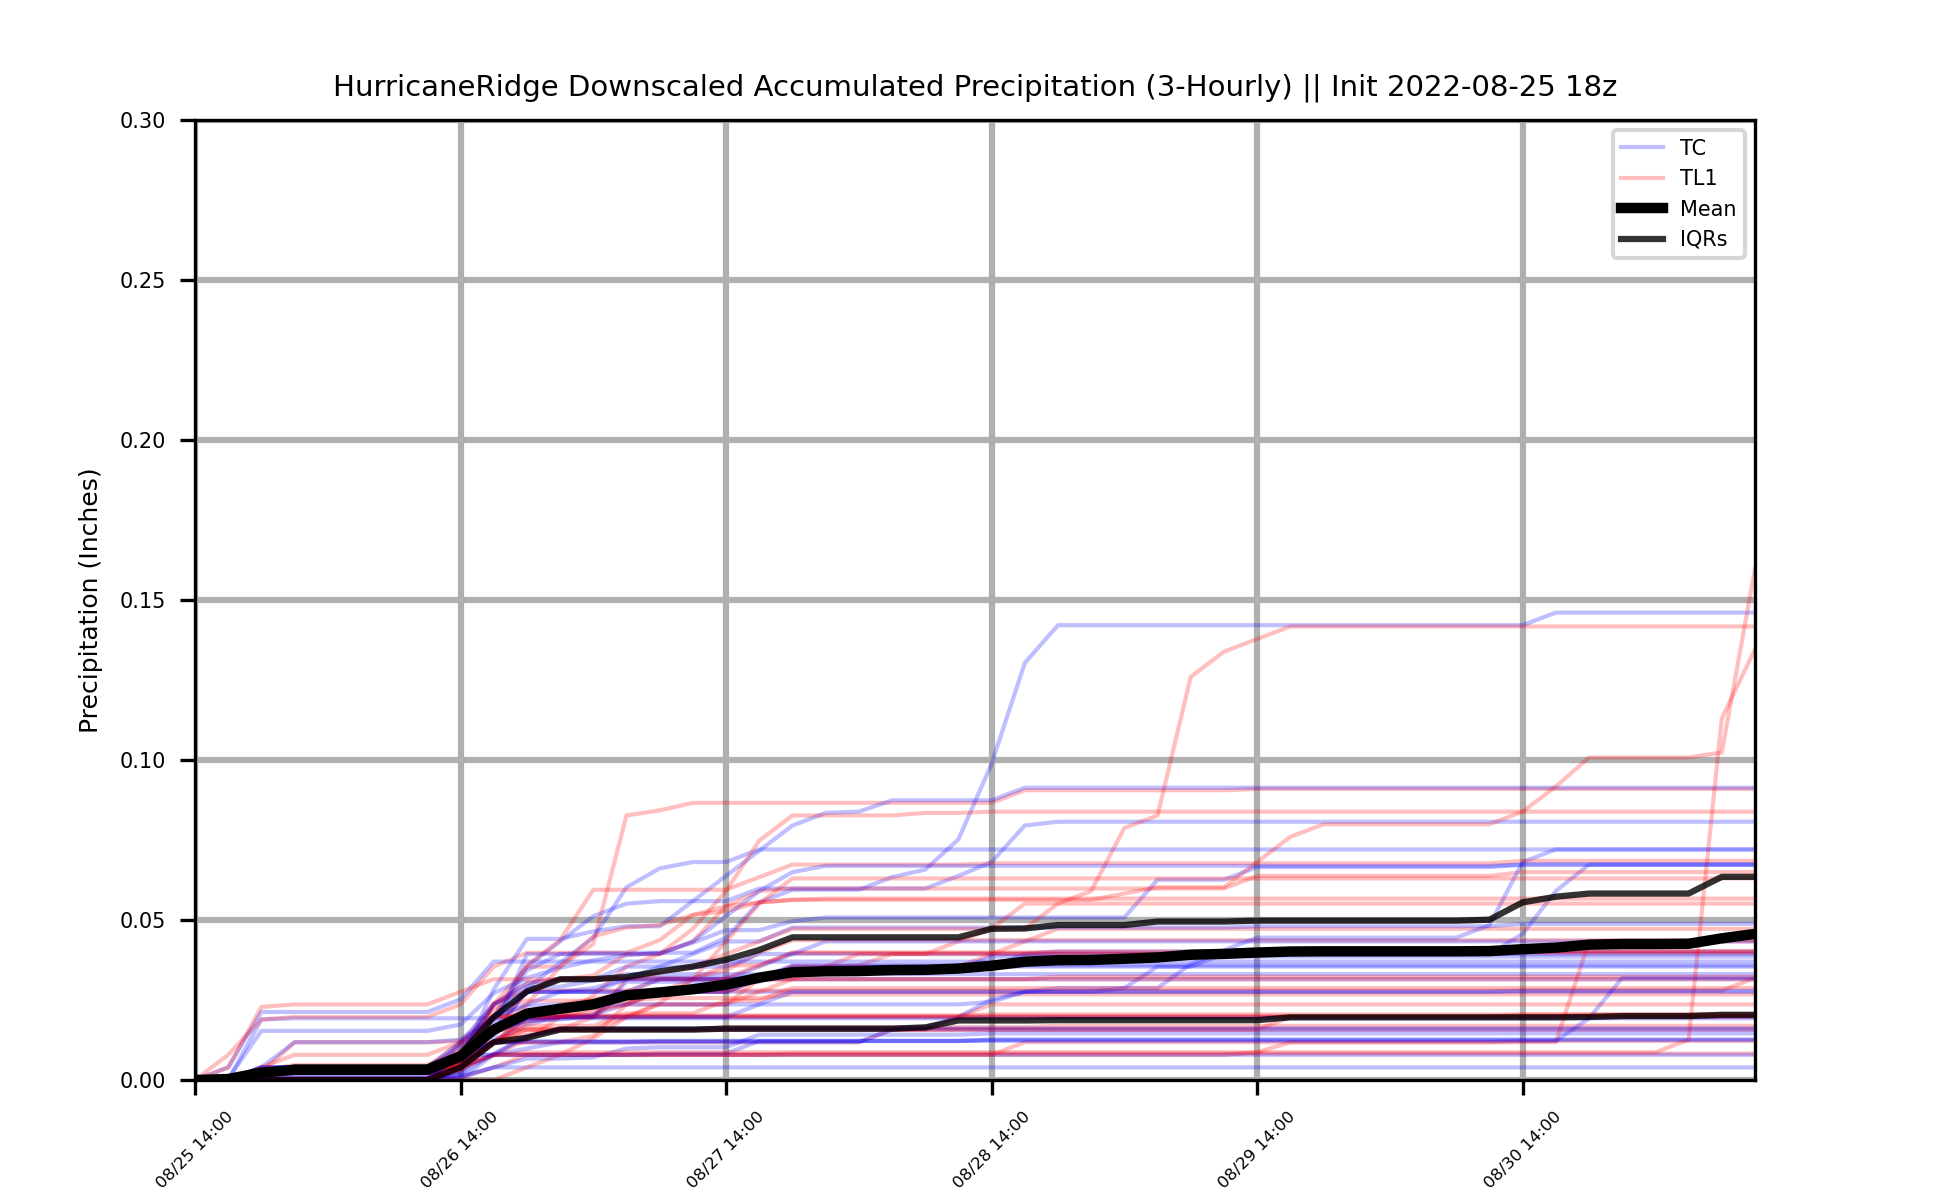 HurricaneRidge Downscaled Accumulated Precipitation (3-Hourly) || Init 2022-08-25 18z
0.30
0.25
0.20
0.15
0.10
0.05
0.00
Precipitation (Inches)
TC
TL1
Mean
IQRs
08/25 14:00
08/26 14:00
08/27 14:00
08/28 14:00
08/29 14:00
08/30 14:00